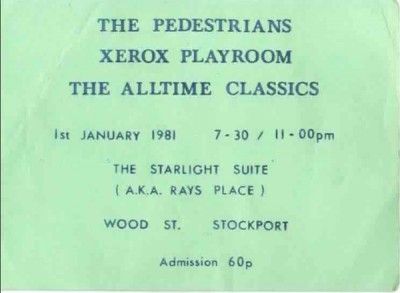 THE PEDESTRIANS
XEROX PLAYROOM
THE ALLTIME CLASSICS
1st JANUARY 1981 7-30 / 11-00pm
THE STARLIGHT SUITE
( A.K.A. RAYS PLACE )
WOOD ST. STOCKPORT
Admission 60p